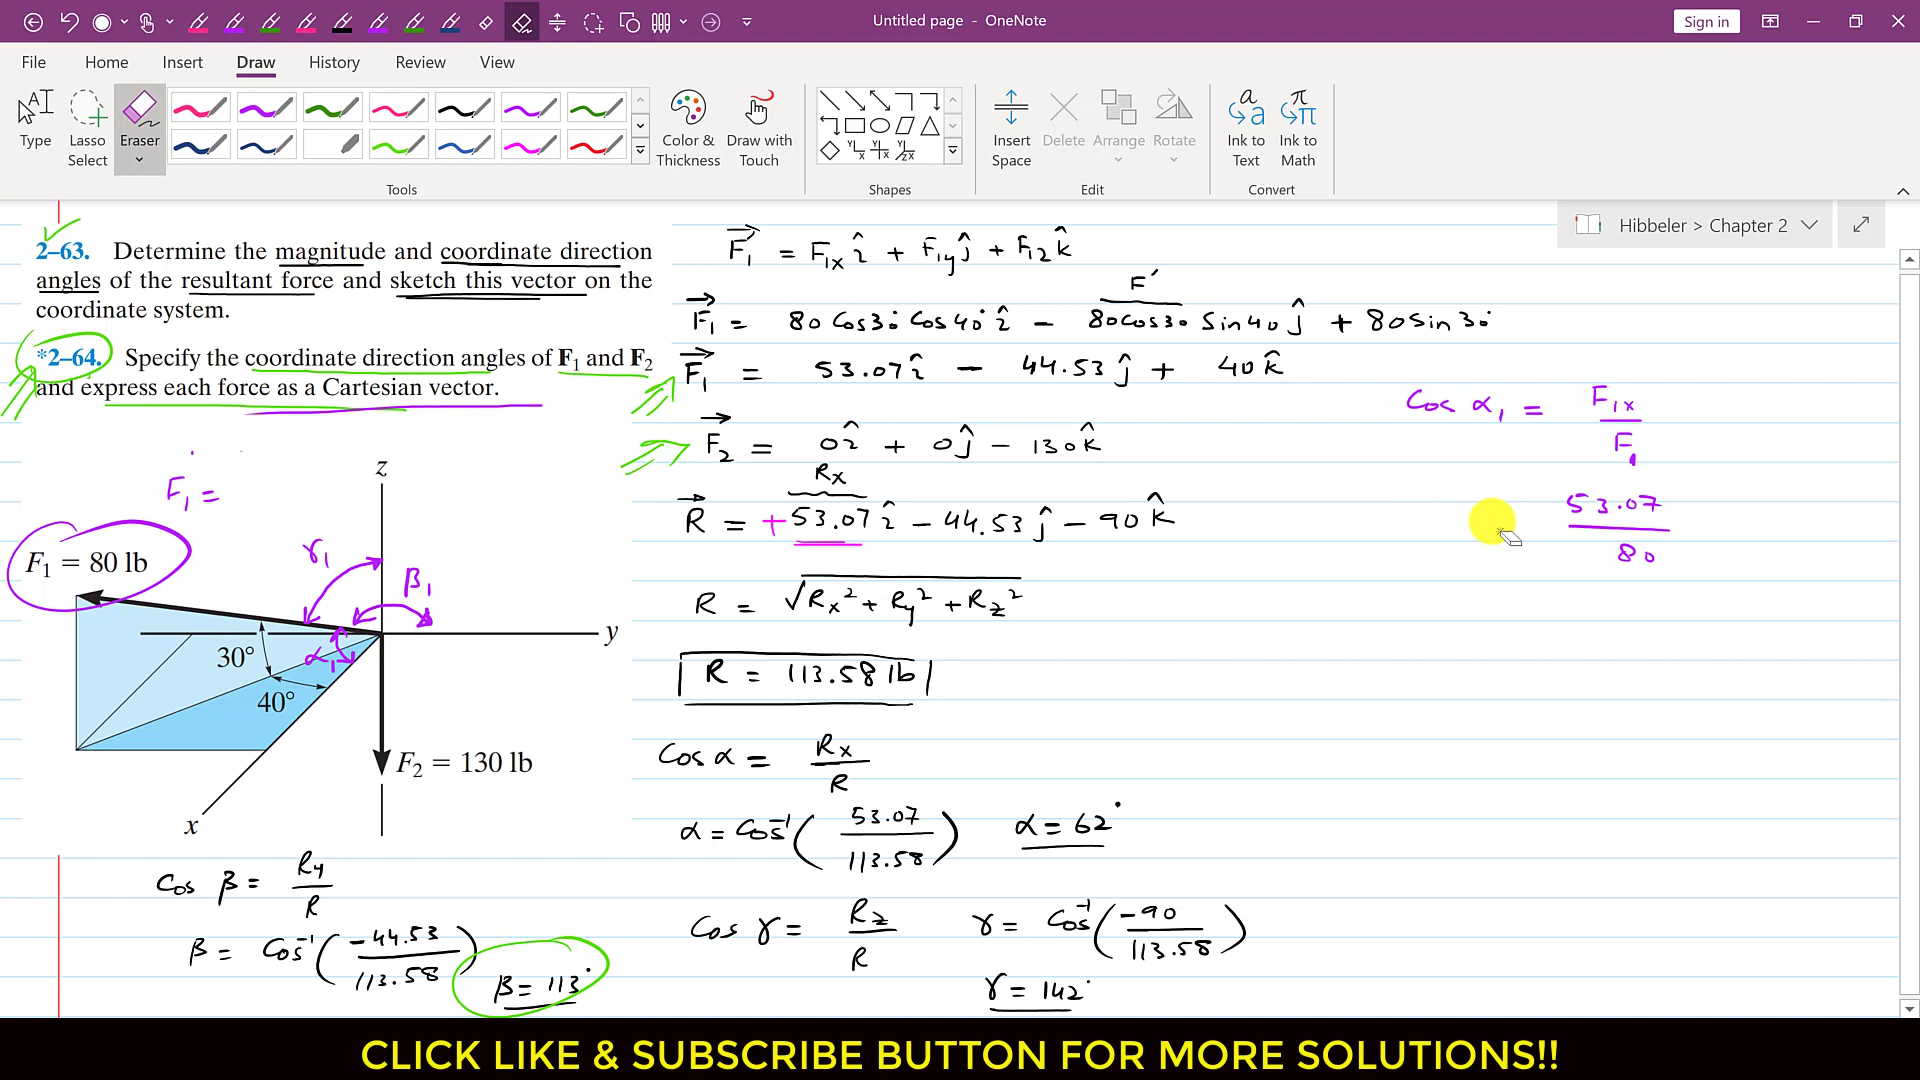 Untitled page - OneNote
Sign in
File Home Insert Draw History Review View
Type
Lasso Select
Eraser
Color & Thickness
Draw with Touch
Insert Space
Delete
Arrange
Rotate
Ink to Text
Ink to Math
Tools
Shapes
Edit
Convert
Hibbeler > Chapter 2
2–63. Determine the magnitude and coordinate direction
angles of the resultant force and sketch this vector on the
coordinate system.
*2–64. Specify the coordinate direction angles of F₁ and F₂
and express each force as a Cartesian vector.
F₁ =
z
F₁ = 80 lb
γ₁
β₁
y
30°
α₁
40°
F₂ = 130 lb
x
Cos β = Ry / R
β = Cos⁻¹ ( -44.53 / 113.58 )
β = 113°
F₁ = F₁ₓ î + F₁y ĵ + F₁z k̂
F'
F₁ = 80 Cos30° Cos40° î - 80Cos30 Sin40 ĵ + 80Sin30°
F₁ = 53.07 î - 44.53 ĵ + 40 k̂
F₂ = 0 î + 0 ĵ - 130 k̂
Rx
R = + 53.07 î - 44.53 ĵ - 90 k̂
R = √Rx² + Ry² + Rz²
R = 113.58 lb
Cos α = Rx / R
α = Cos⁻¹ ( 53.07 / 113.58 ) α = 62°
Cos γ = Rz / R γ = Cos⁻¹ ( -90 / 113.58 )
γ = 142°
Cos α₁ = F₁x / F₁
53.07 / 80
CLICK LIKE & SUBSCRIBE BUTTON FOR MORE SOLUTIONS!!